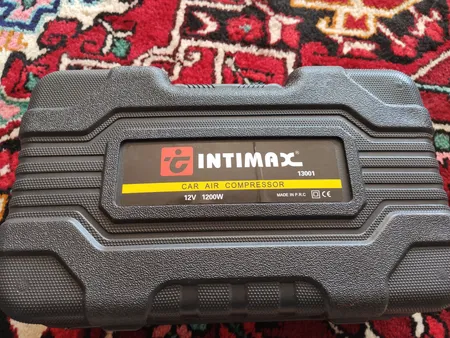 INTIMAX
13001
CAR AIR COMPRESSOR
12V 1200W MADE IN P.R.C CE